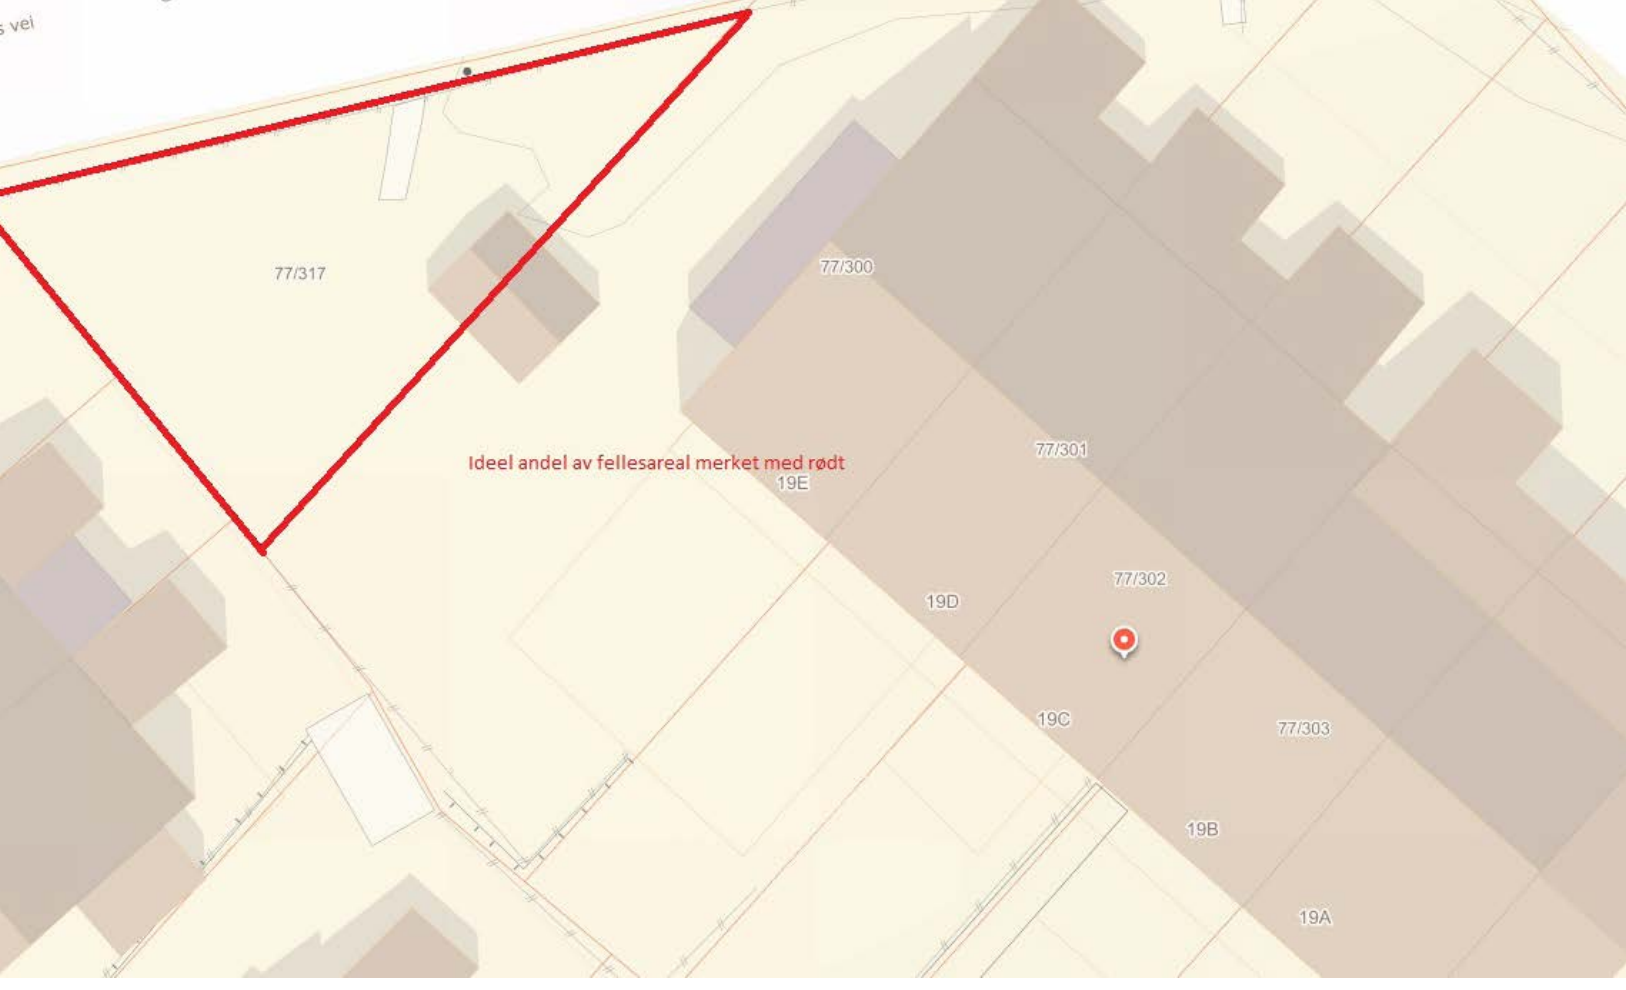 s vei
77/317
77/300
77/301
Ideel andel av fellesareal merket med rødt
19E
77/302
19D
19C
77/303
19B
19A